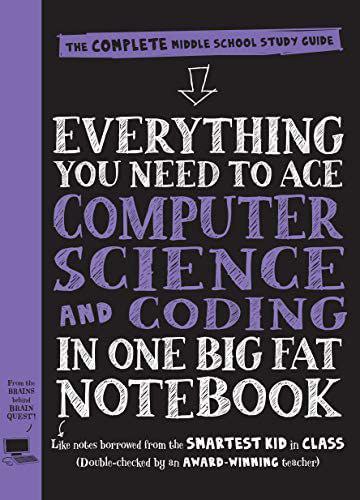 THE COMPLETE MIDDLE SCHOOL STUDY GUIDE
EVERYTHING
YOU NEED TO ACE
COMPUTER
SCIENCE
AND CODING
IN ONE BIG FAT
NOTEBOOK
From the
BRAINS
behind
BRAIN
QUEST!
Like notes borrowed from the SMARTEST KID in CLASS
(Double-checked by an AWARD-WINNING teacher)